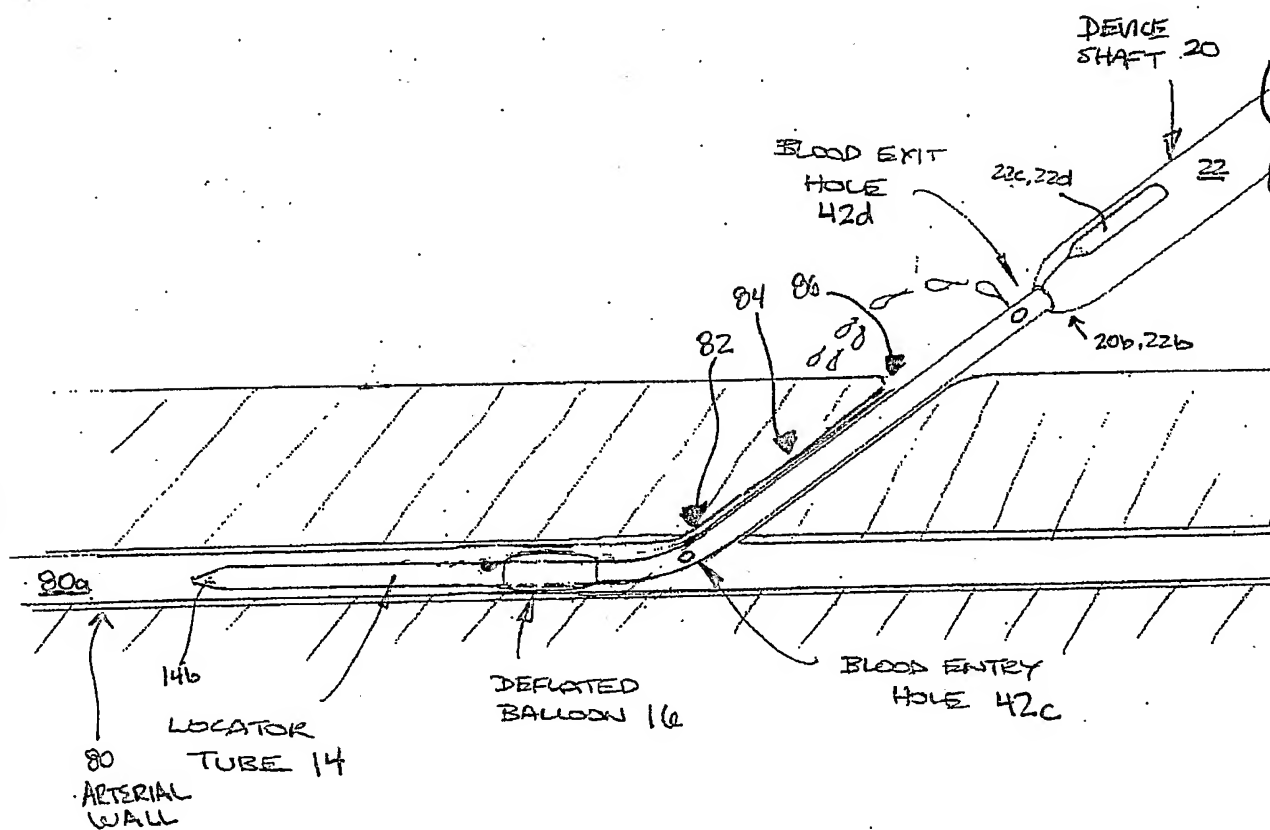 DEVICE
SHAFT 20
BLOOD EXIT
HOLE
42d
22c,22d
22
84
86
82
20b,22b
80a
14b
LOCATOR
TUBE 14
DEFLATED
BALLOON 16
BLOOD ENTRY
HOLE 42c
80
ARTERIAL
WALL